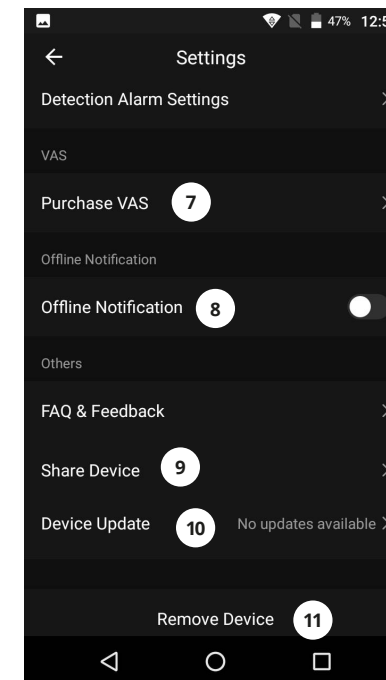 47% 12:5
Settings
Detection Alarm Settings
VAS
Purchase VAS 7
Offline Notification
Offline Notification 8
Others
FAQ & Feedback
Share Device 9
Device Update 10 No updates available
Remove Device 11